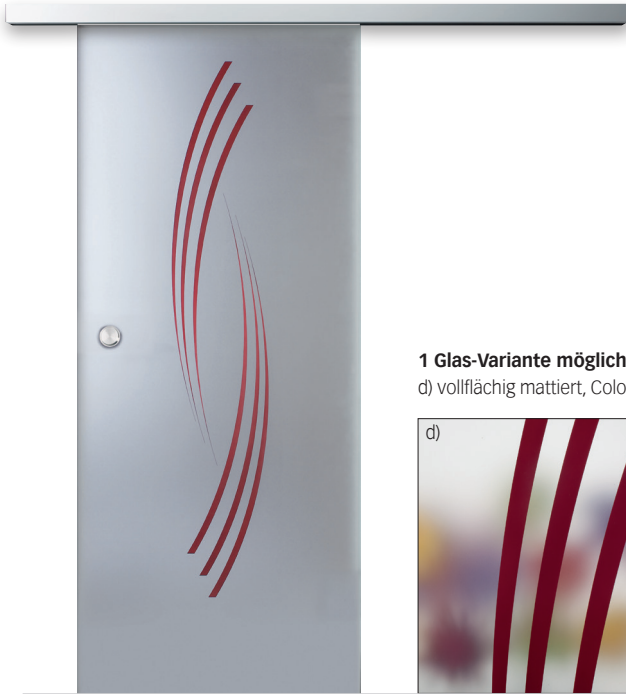 1 Glas-Variante möglich
d) vollflächig mattiert, Colo
d)